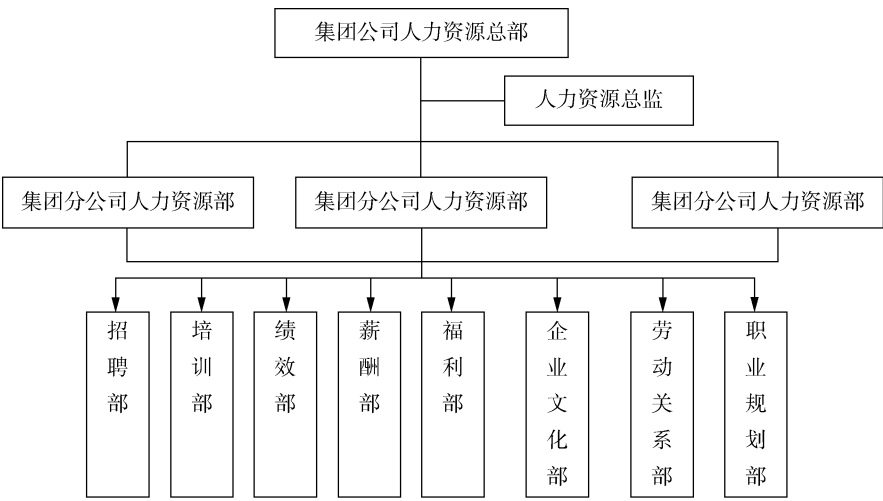 集团公司人力资源总部
人力资源总监
集团分公司人力资源部
集团分公司人力资源部
集团分公司人力资源部
招聘部
培训部
绩效部
薪酬部
福利部
企业文化部
劳动关系部
职业规划部